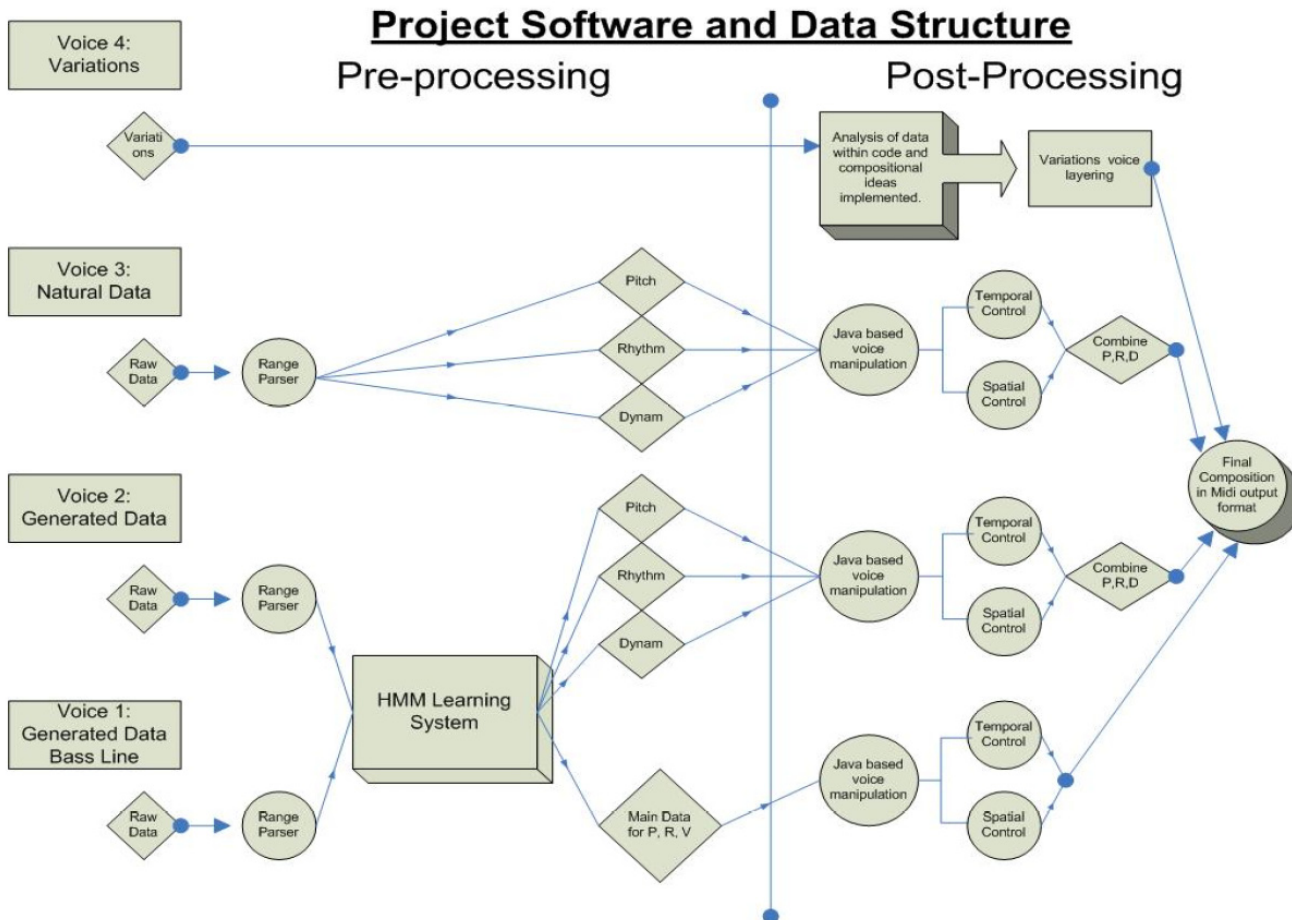 Project Software and Data Structure
Pre-processing
Post-Processing
Voice 4:
Variations
Variati
ons
Analysis of data
within code and
compositional
ideas
implemented.
Variations voice
layering
Voice 3:
Natural Data
Raw
Data
Range
Parser
Pitch
Rhythm
Dynam
Java based
voice
manipulation
Temporal
Control
Spatial
Control
Combine
P,R,D
Final
Composition
in Midi output
format
Voice 2:
Generated Data
Raw
Data
Range
Parser
Pitch
Rhythm
Dynam
Java based
voice
manipulation
Temporal
Control
Spatial
Control
Combine
P,R,D
HMM Learning
System
Voice 1:
Generated Data
Bass Line
Raw
Data
Range
Parser
Main Data
for P, R, V
Java based
voice
manipulation
Temporal
Control
Spatial
Control